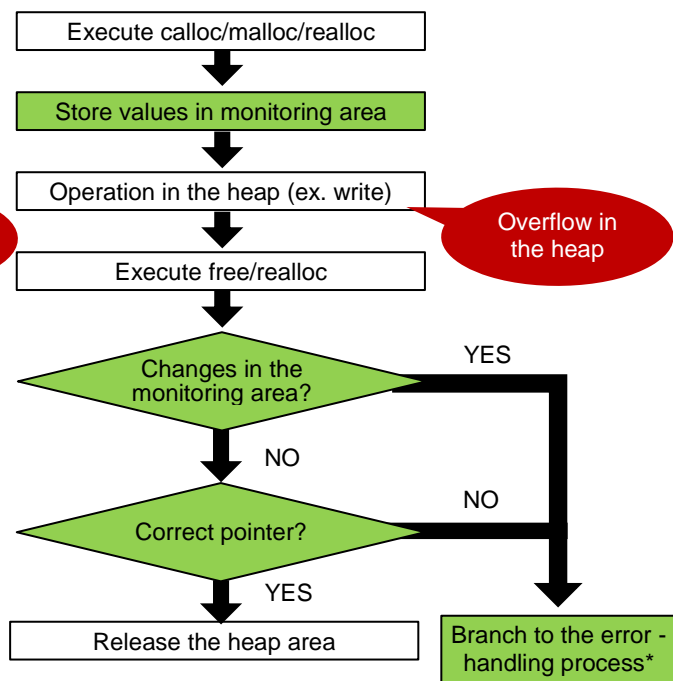 Execute calloc/malloc/realloc
Store values in monitoring area
Operation in the heap (ex. write)
Overflow in
the heap
Execute free/realloc
Changes in the
monitoring area?
YES
NO
Correct pointer?
NO
YES
Release the heap area
Branch to the error -
handling process*